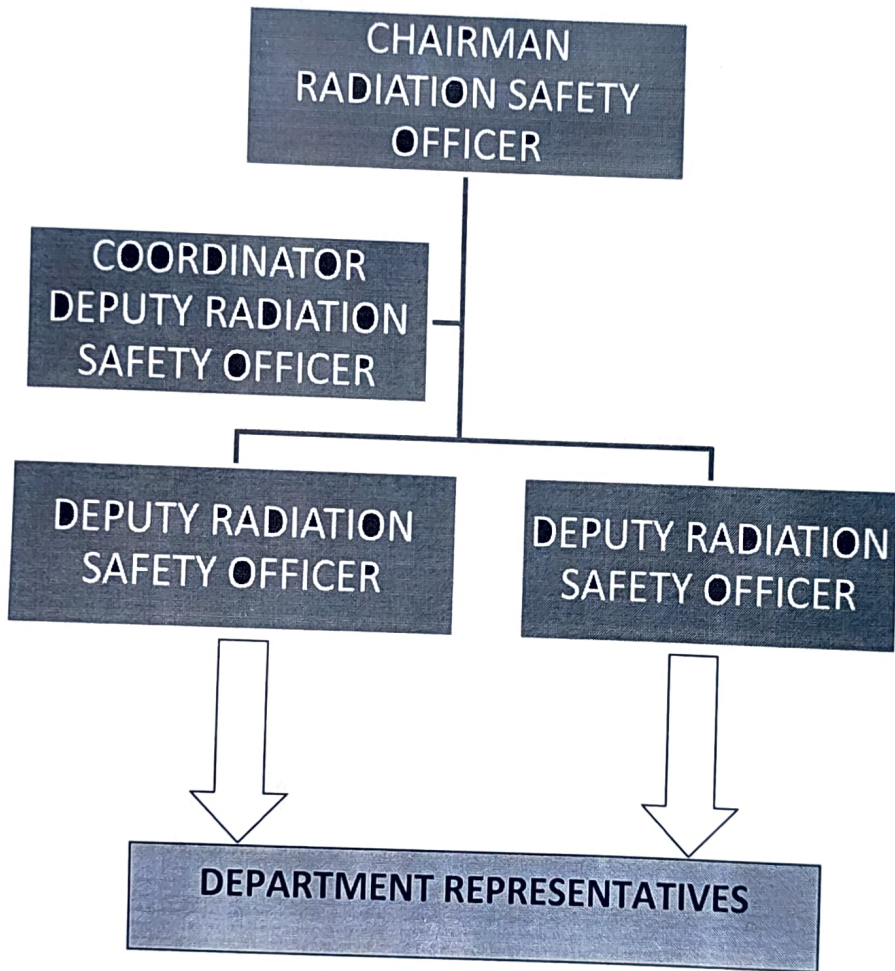 CHAIRMAN
RADIATION SAFETY
OFFICER
COORDINATOR
DEPUTY RADIATION
SAFETY OFFICER
DEPUTY RADIATION
SAFETY OFFICER
DEPUTY RADIATION
SAFETY OFFICER
DEPARTMENT REPRESENTATIVES